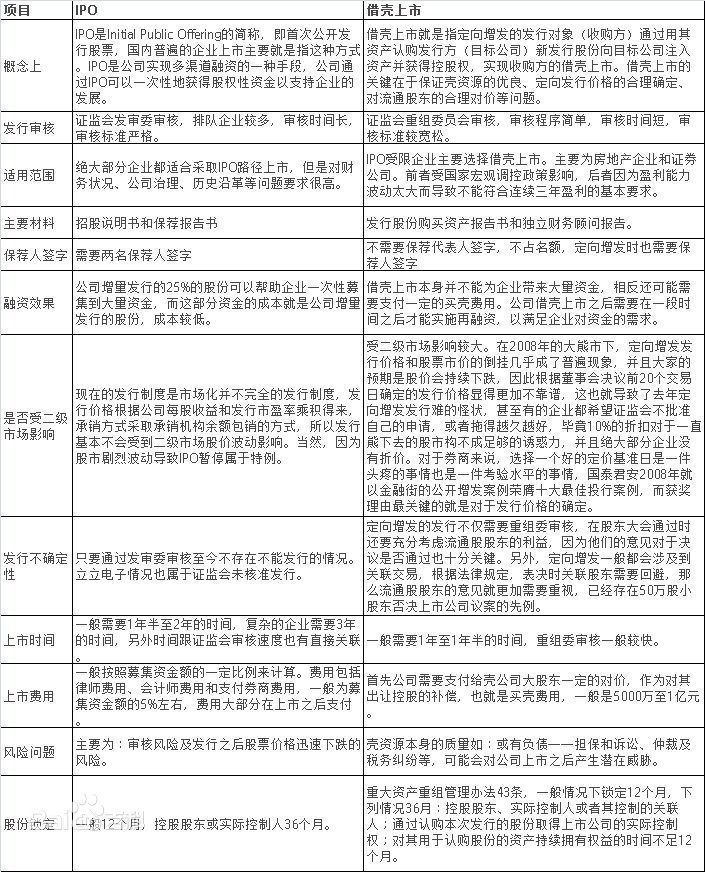 项目
IPO
借壳上市
概念上
IPO是Initial Public Offering的简称，即首次公开发
行股票，国内普遍的企业上市主要就是指这种方式
。IPO是公司实现多渠道融资的一种手段，公司通
过IPO可以一次性地获得股权性资金以支持企业的
发展。
借壳上市就是指定向增发的发行对象（收购方）通过用其
资产认购发行方（目标公司）新发行股份向目标公司注入
资产并获得控股权，实现收购方的借壳上市。借壳上市的
关键在于保证壳资源的优良、定向发行价格的合理确定、
对流通股东的合理对价等问题。
发行审核
证监会发审委审核，排队企业较多，审核时间长，
审核标准严格。
证监会重组委员会审核，审核程序简单，审核时间短，审
核标准较宽松。
适用范围
绝大部分企业都适合采取IPO路径上市，但是对财
务状况、公司治理、历史沿革等问题要求很高。
IPO受限企业主要选择借壳上市。主要为房地产企业和证券
公司。前者受国家宏观调控政策影响，后者因为盈利能力
波动太大而导致不能符合连续三年盈利的基本要求。
主要材料
招股说明书和保荐报告书
发行股份购买资产报告书和独立财务顾问报告。
保荐人签字
需要两名保荐人签字
不需要保荐代表人签字，不占名额，定向增发时也需要保
荐人签字
融资效果
公司增量发行的25%的股份可以帮助企业一次性募
集到大量资金，而这部分资金的成本就是公司增量
发行的股份，成本较低。
借壳上市本身并不能为企业带来大量资金，相反还可能需
要支付一定的买壳费用。公司借壳上市之后需要在一段时
间之后才能实施再融资，以满足企业对资金的需求。
是否受二级
市场影响
现在的发行制度是市场化并不完全的发行制度，发
行价格根据公司每股收益和发行市盈率乘积得来，
承销方式采取承销机构余额包销的方式，所以发行
基本不会受到二级市场股价波动影响。当然，因为
股市剧烈波动导致IPO暂停属于特例。
受二级市场影响较大。在2008年的大熊市下，定向增发发
行价格和股票市价的倒挂几乎成了普遍现象，并且大家的
预期是股价会持续下跌，因此根据董事会决议前20个交易
日确定的发行价格显得更加不靠谱，这也就导致了去年定
向增发发行难的怪状，甚至有的企业都希望证监会不批准
自己的申请，或者拖得越久越好，毕竟10%的折扣对于一直
熊下去的股市构不成足够的诱惑力，并且绝大部分企业没
有折价。对于券商来说，选择一个好的定价基准日是一件
头疼的事情也是一件考验水平的事情，国泰君安2008年就
以金融街的公开增发案例荣膺十大最佳投行案例，而获奖
理由最关键的就是对于发行价格的确定。
发行不确定
性
只要通过发审委审核至今不存在不能发行的情况。
立立电子情况也属于证监会未核准发行。
定向增发的发行不仅需要重组委审核，在股东大会通过时
还要充分考虑流通股股东的利益，因为他们的意见对于决
议是否通过也十分关键。另外，定向增发一般都会涉及到
关联交易，根据法律规定，表决时关联股东需要回避，那
么流通股股东的意见就更加需要重视，已经存在50万股小
股东否决上市公司议案的先例。
上市时间
一般需要1年半至2年的时间，复杂的企业需要3年
的时间，另外时间跟证监会审核速度也有直接关联
。
一般需要1年至1年半的时间，重组委审核一般较快。
上市费用
一般按照募集资金额的一定比例来计算。费用包括
律师费用、会计师费用和支付券商费用，一般为募
集资金额的5%左右，费用大部分在上市之后支付
。
首先公司需要支付给壳公司大股东一定的对价，作为对其
出让控股的补偿，也就是买壳费用，一般是5000万至1亿元
。
风险问题
主要为：审核风险及发行之后股票价格迅速下跌的
风险。
壳资源本身的质量如：或有负债——担保和诉讼、仲裁及
税务纠纷等，可能会对公司上市之后产生潜在威胁。
股份锁定
一般12个月，控股股东或实际控制人36个月。
重大资产重组管理办法43条，一般情况下锁定12个月，下
列情况36月：控股股东、实际控制人或者其控制的关联
人；通过认购本次发行的股份取得上市公司的实际控制
权；对其用于认购股份的资产持续拥有权益的时间不足12
个月。